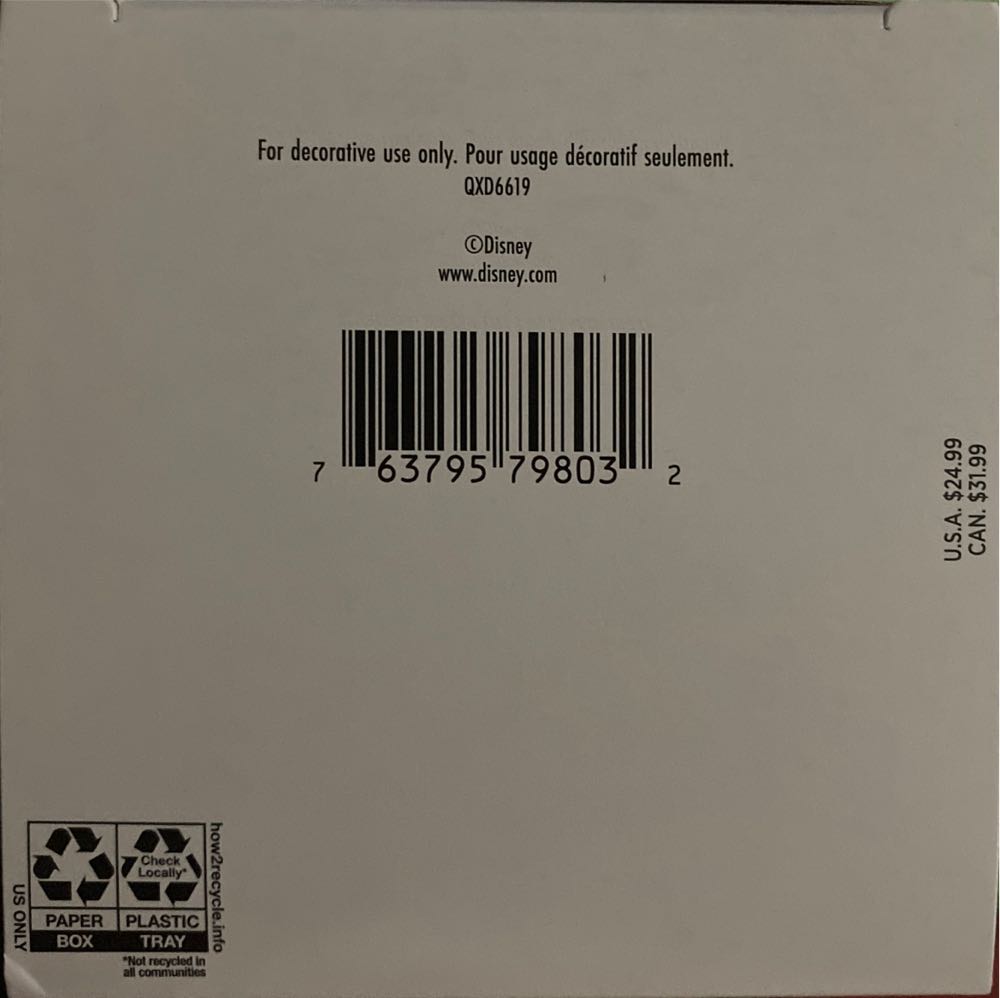 For decorative use only. Pour usage décoratif seulement.
QXD6619
©Disney
www.disney.com
7 63795 79803 2
U.S.A. $24.99
CAN. $31.99
US ONLY
Check
Locally*
PAPER
BOX
PLASTIC
TRAY
how2recycle.info
*Not recycled in
all communities